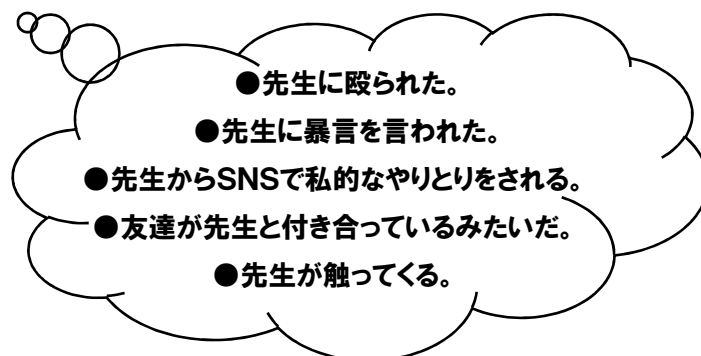 ●先生に殴られた。
●先生に暴言を言われた。
●先生からSNSで私的なやりとりをされる。
●友達が先生と付き合っているみたいだ。
●先生が触ってくる。